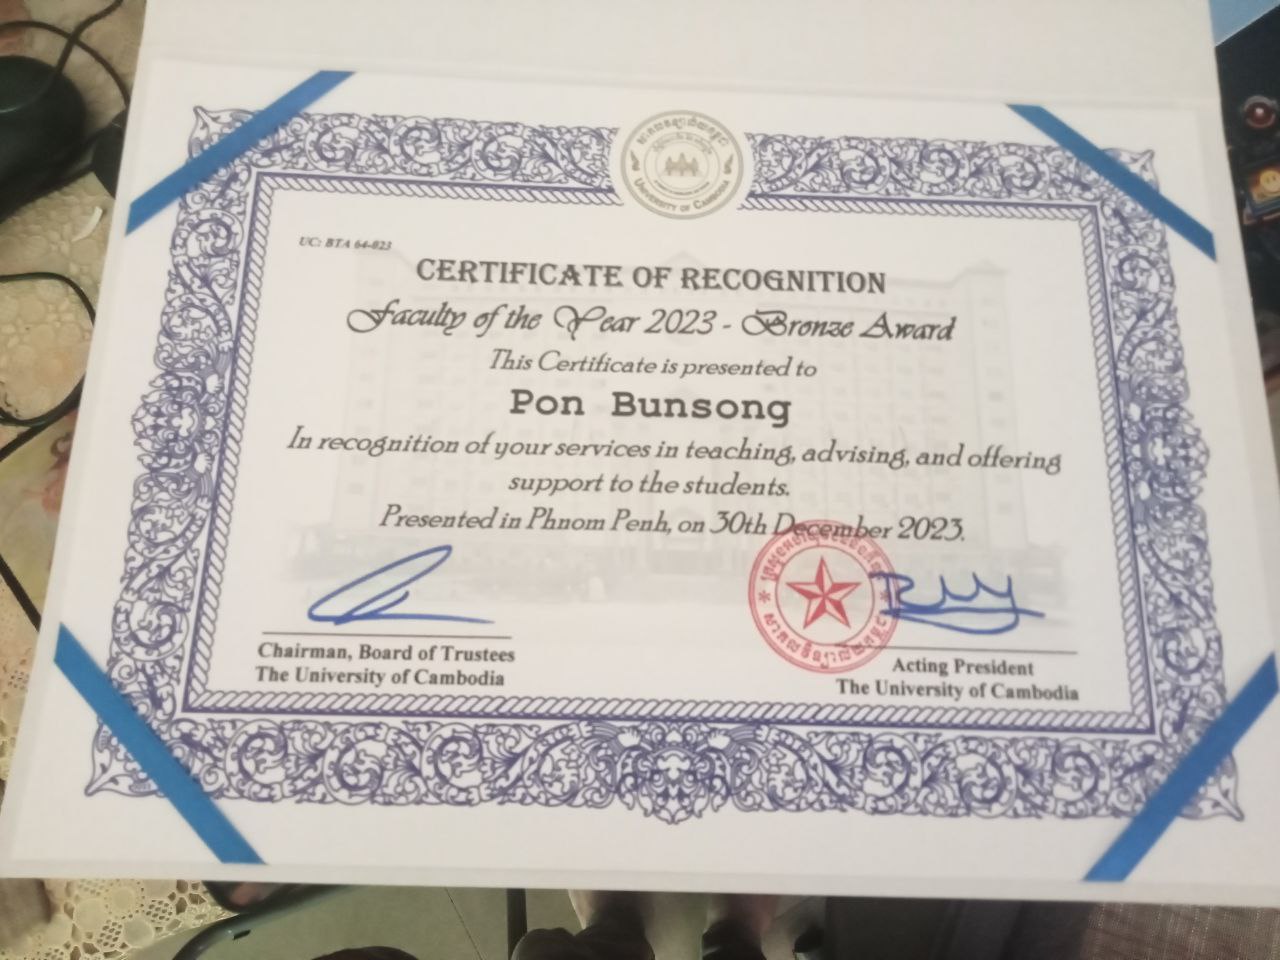 UNIVERSITY OF CAMBODIA
UC: BTA 64-023
CERTIFICATE OF RECOGNITION
Faculty of the Year 2023 - Bronze Award
This Certificate is presented to
Pon Bunsong
In recognition of your services in teaching, advising, and offering
support to the students.
Presented in Phnom Penh, on 30th December 2023.
Chairman, Board of Trustees
The University of Cambodia
Acting President
The University of Cambodia